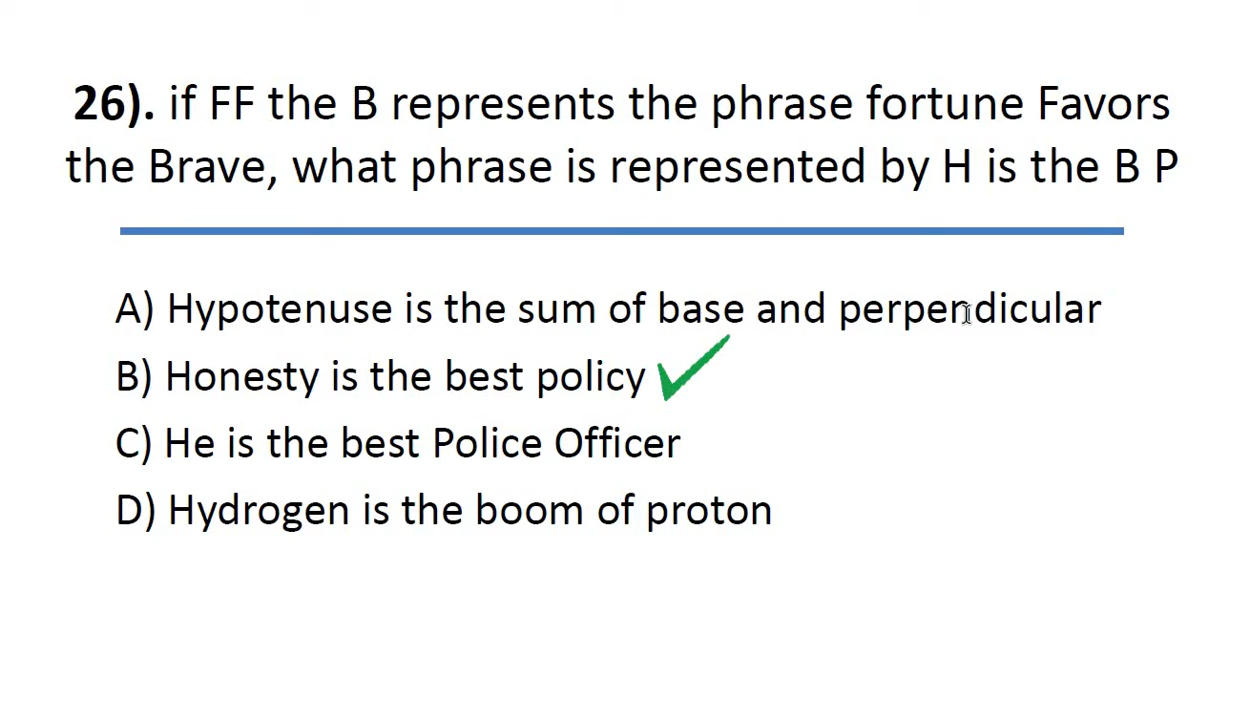 26). if FF the B represents the phrase fortune Favors
the Brave, what phrase is represented by H is the B P
A) Hypotenuse is the sum of base and perpendicular
B) Honesty is the best policy
C) He is the best Police Officer
D) Hydrogen is the boom of proton